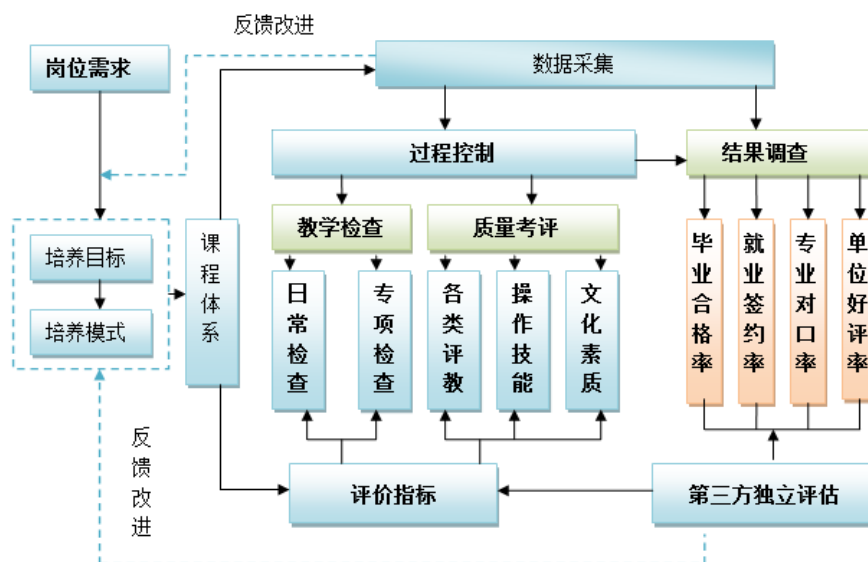 反馈改进
岗位需求
数据采集
过程控制
结果调查
教学检查
质量考评
培养目标
培养模式
课程体系
日常检查
专项检查
各类评教
操作技能
文化素质
毕业合格率
就业签约率
专业对口率
单位好评率
反馈改进
评价指标
第三方独立评估